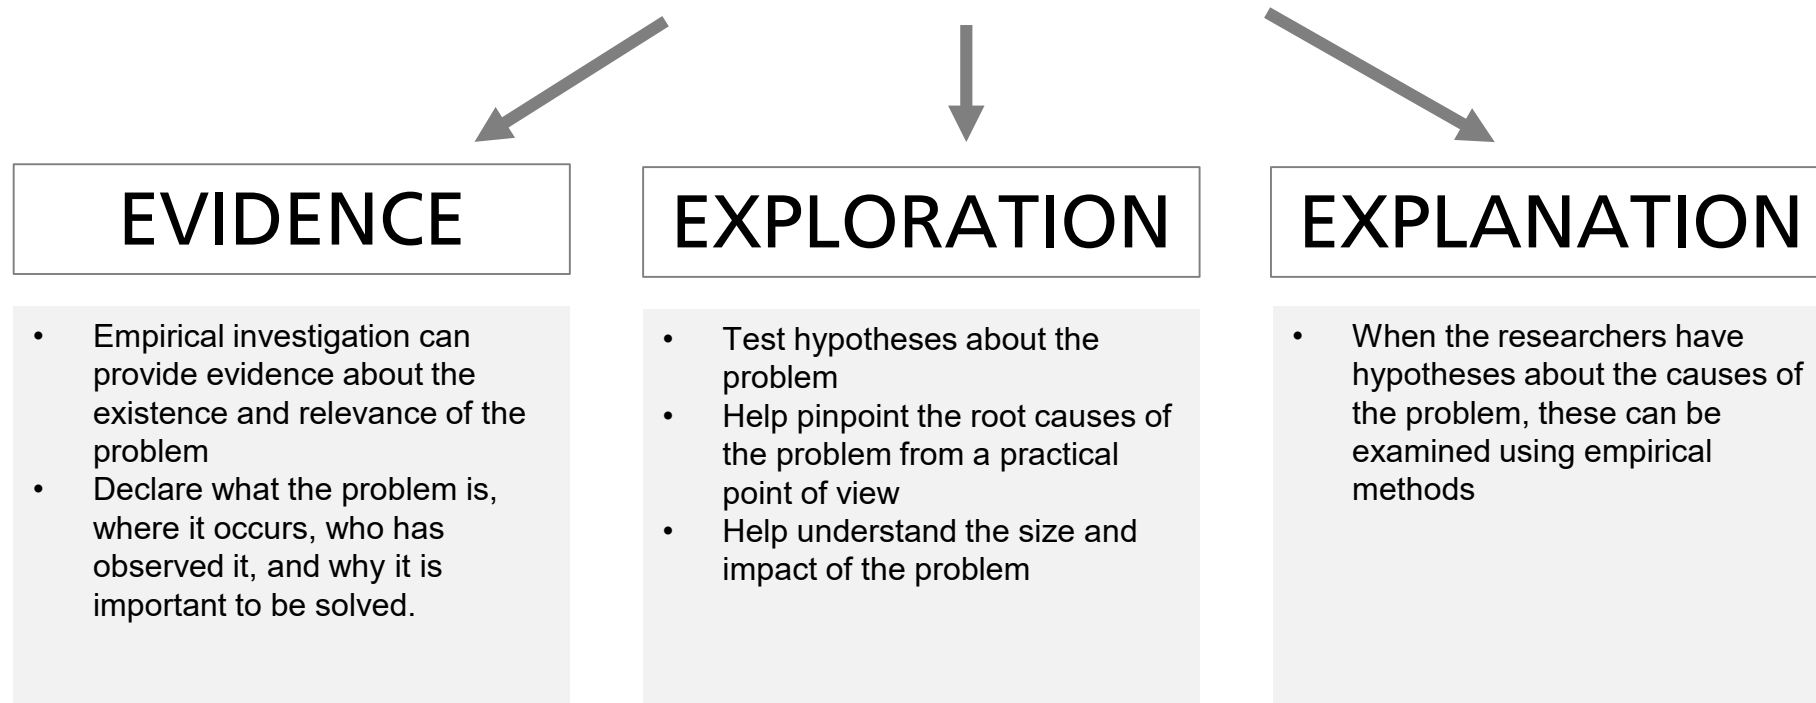 EVIDENCE
• Empirical investigation can
provide evidence about the
existence and relevance of the
problem
• Declare what the problem is,
where it occurs, who has
observed it, and why it is
important to be solved.
EXPLORATION
• Test hypotheses about the
problem
• Help pinpoint the root causes of
the problem from a practical
point of view
• Help understand the size and
impact of the problem
EXPLANATION
• When the researchers have
hypotheses about the causes of
the problem, these can be
examined using empirical
methods